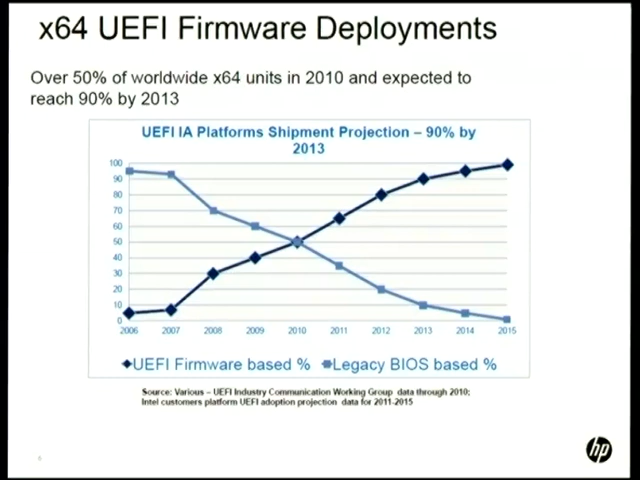 x64 UEFI Firmware Deployments
Over 50% of worldwide x64 units in 2010 and expected to
reach 90% by 2013
UEFI IA Platforms Shipment Projection – 90% by
2013
100
90
80
70
60
50
40
30
20
10
0
2006 2007 2008 2009 2010 2011 2012 2013 2014 2015
UEFI Firmware based % Legacy BIOS based %
Source: Various – UEFI Industry Communication Working Group data through 2010;
Intel customers platform UEFI adoption projection data for 2011-2015
hp